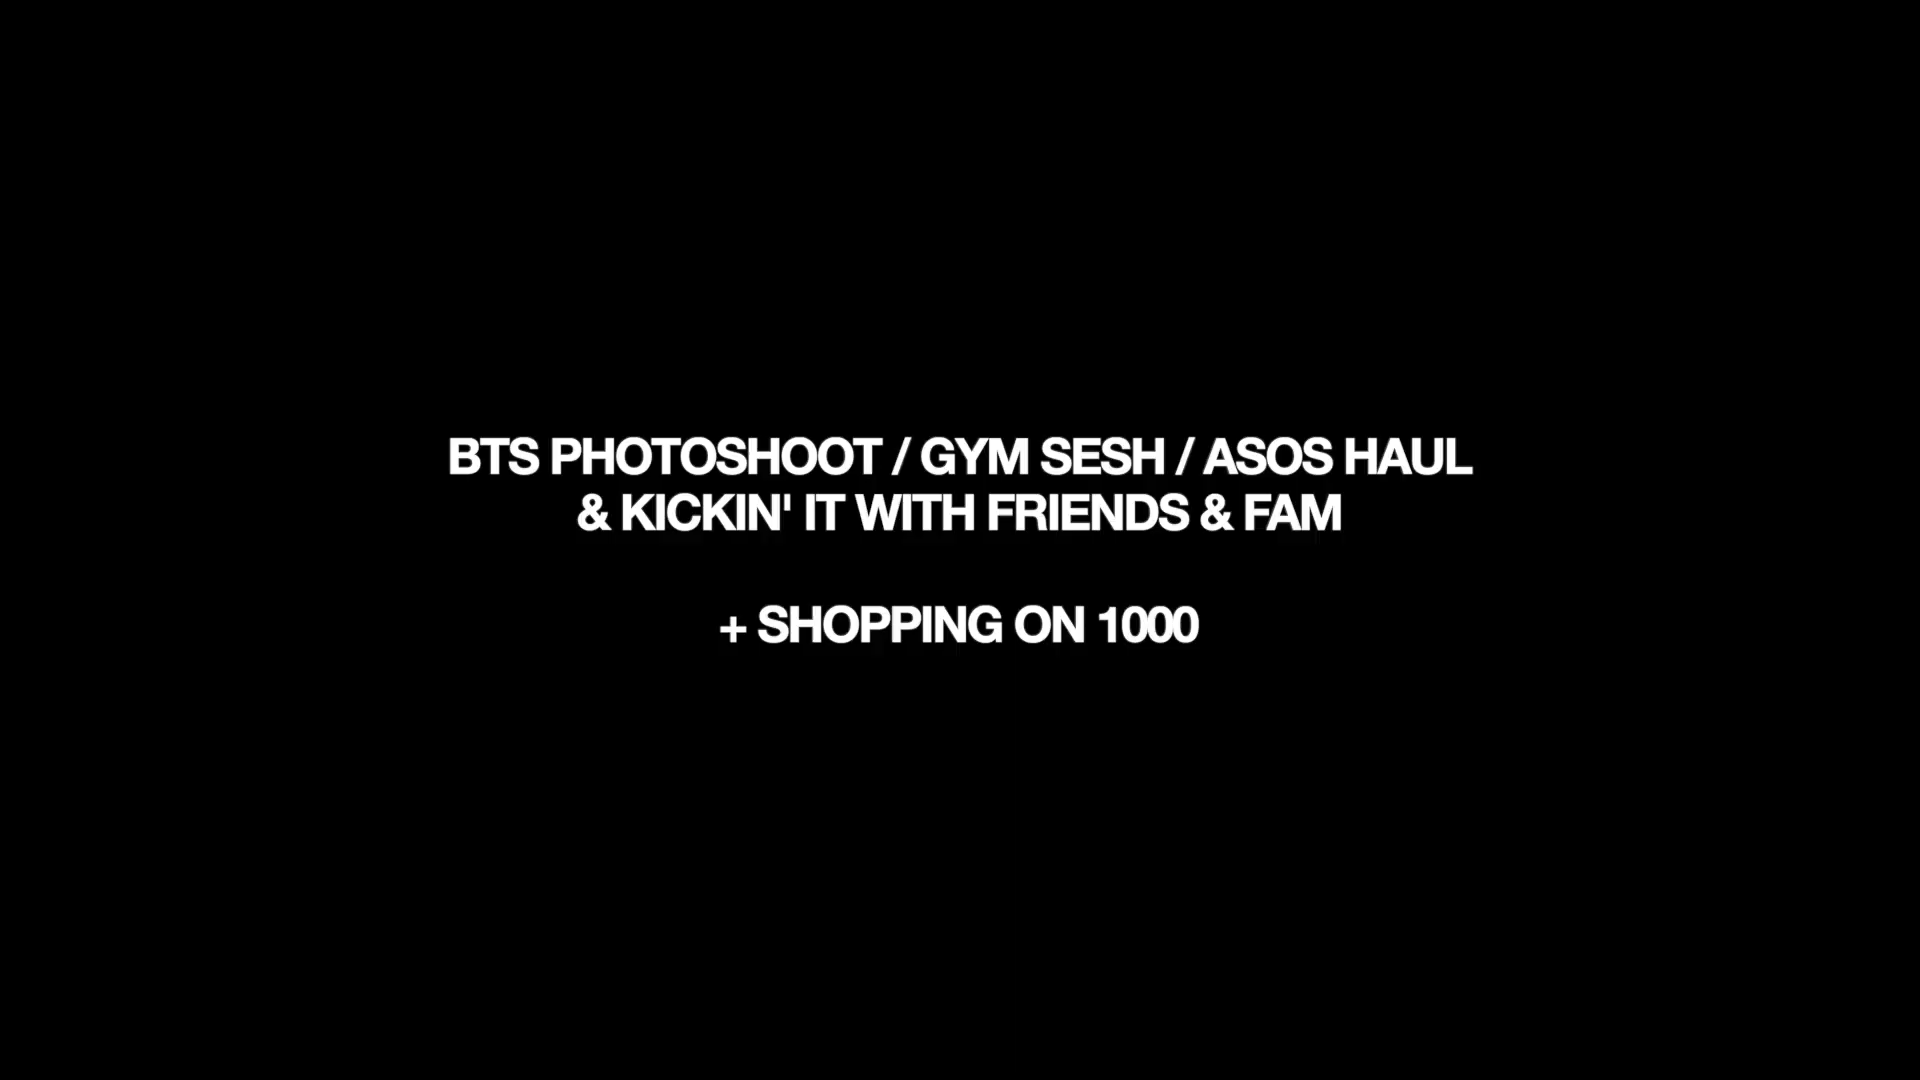 BTS PHOTOSHOOT / GYM SESH / ASOS HAUL
& KICKIN' IT WITH FRIENDS & FAM
+ SHOPPING ON 1000